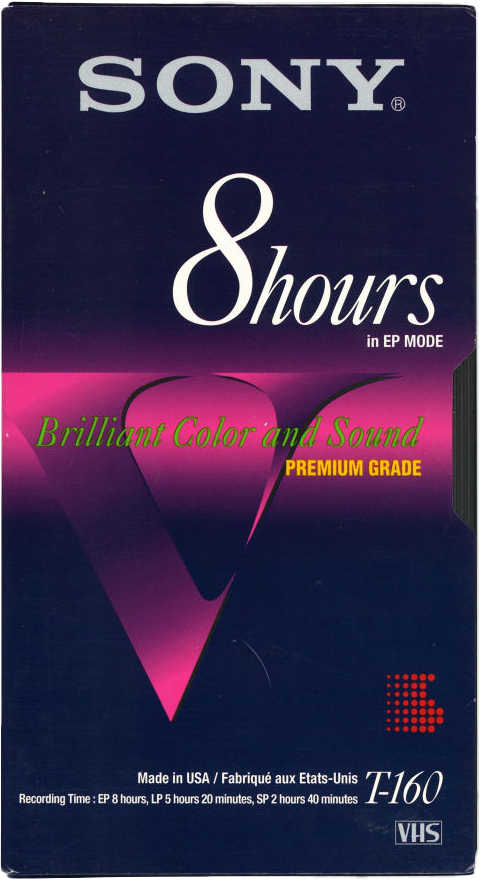 SONY®
8hours
in EP MODE
Brilliant Color and Sound
PREMIUM GRADE
Made in USA / Fabriqué aux Etats-Unis
Recording Time : EP 8 hours, LP 5 hours 20 minutes, SP 2 hours 40 minutes
T-160
VHS